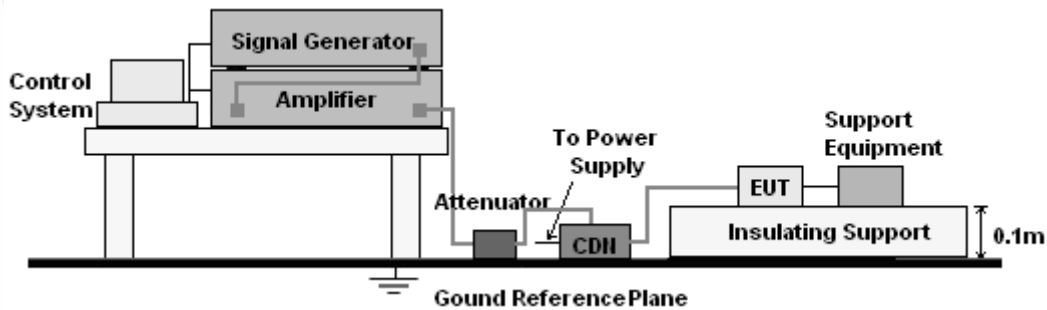 Signal Generator
Control
System
Amplifier
To Power
Supply
Support
Equipment
Attenuator
EUT
CDN
Insulating Support
0.1m
Gound Reference Plane